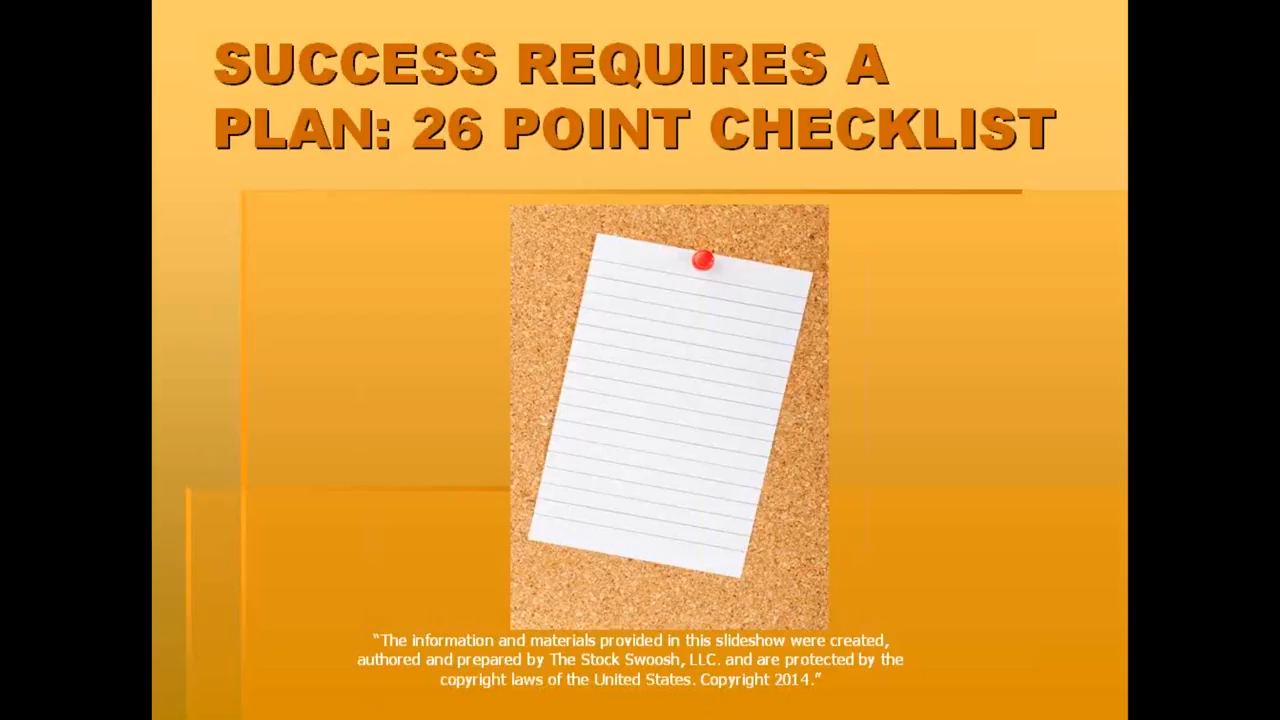 SUCCESS REQUIRES A
PLAN: 26 POINT CHECKLIST
“The information and materials provided in this slideshow were created,
authored and prepared by The Stock Swoosh, LLC. and are protected by the
copyright laws of the United States. Copyright 2014.”